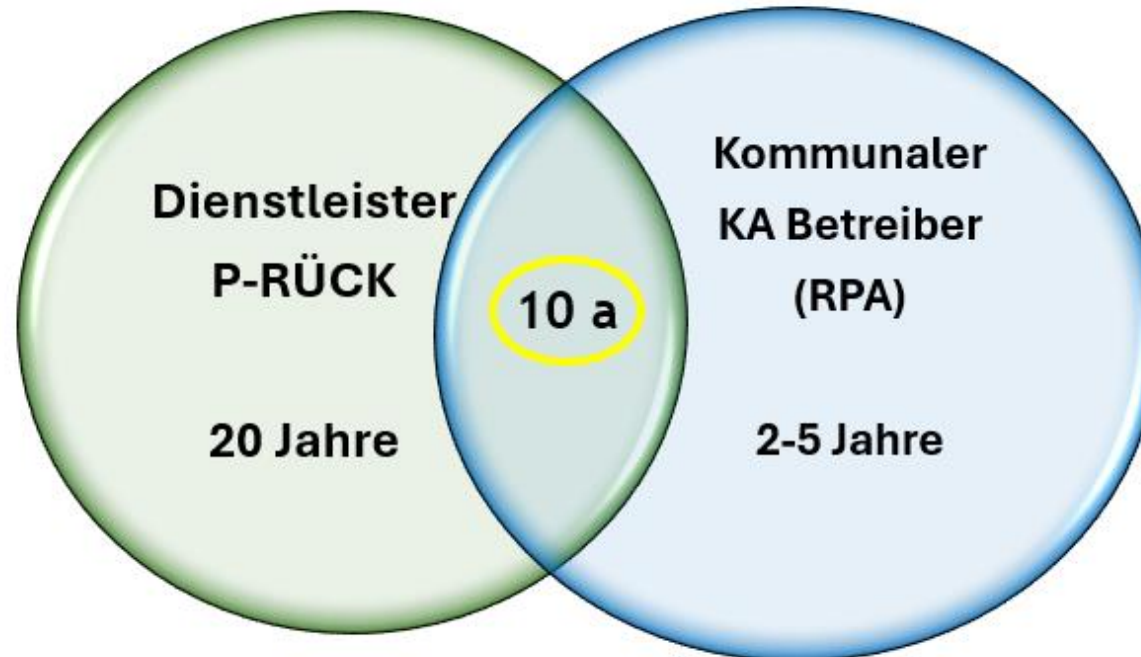 Dienstleister
P-RÜCK
20 Jahre
10 a
Kommunaler
KA Betreiber
(RPA)
2-5 Jahre